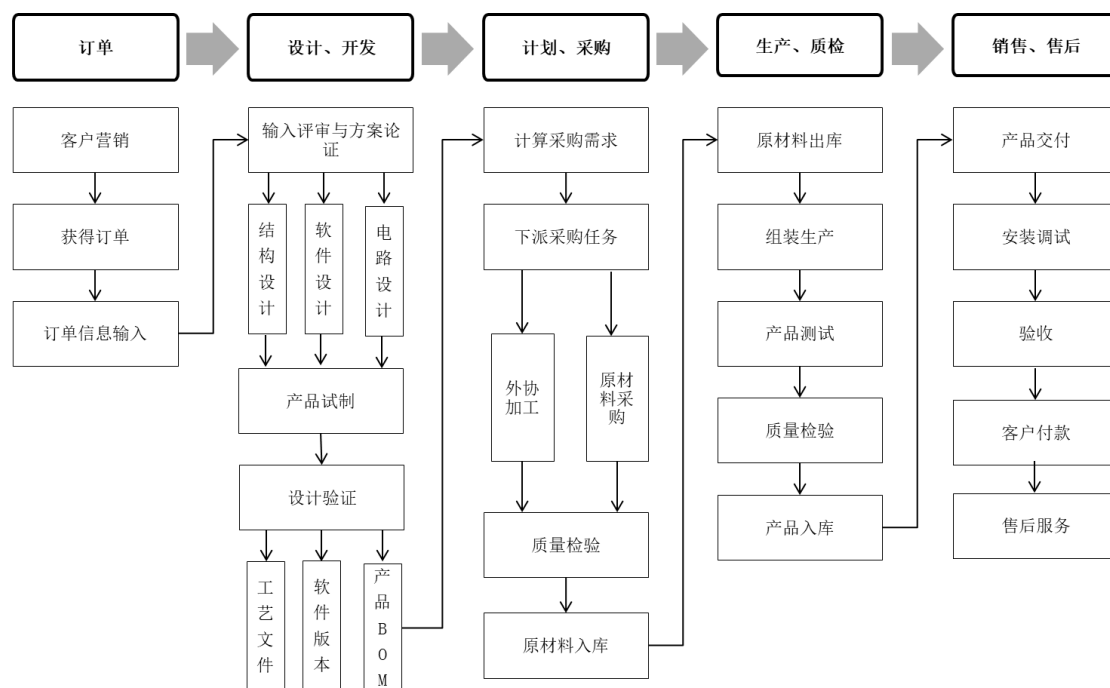 订单
设计、开发
计划、采购
生产、质检
销售、售后
客户营销
获得订单
订单信息输入
输入评审与方案论
证
结构设计
软件设计
电路设计
产品试制
设计验证
工艺文件
软件版本
产品BOM
计算采购需求
下派采购任务
外协
加工
原材
料采
购
质量检验
原材料入库
原材料出库
组装生产
产品测试
质量检验
产品入库
产品交付
安装调试
验收
客户付款
售后服务